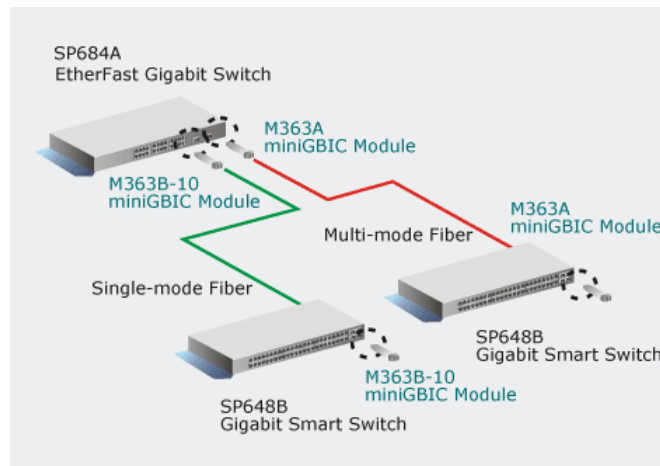 SP684A
EtherFast Gigabit Switch
M363A
miniGBIC Module
M363B-10
miniGBIC Module
M363A
miniGBIC Module
Multi-mode Fiber
Single-mode Fiber
SP648B
Gigabit Smart Switch
M363B-10
miniGBIC Module
SP648B
Gigabit Smart Switch